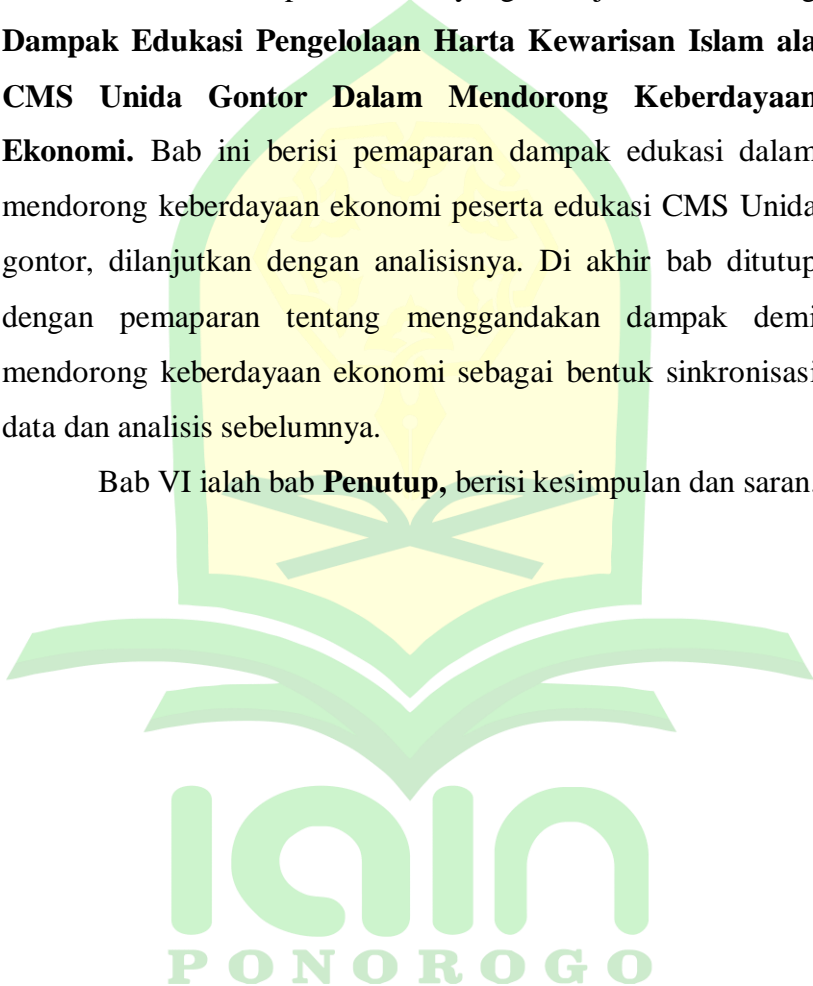 Dampak Edukasi Pengelolaan Harta Kewarisan Islam ala
CMS Unida Gontor Dalam Mendorong Keberdayaan
Ekonomi. Bab ini berisi pemaparan dampak edukasi dalam
mendorong keberdayaan ekonomi peserta edukasi CMS Unida
gontor, dilanjutkan dengan analisisnya. Di akhir bab ditutup
dengan pemaparan tentang menggandakan dampak demi
mendorong keberdayaan ekonomi sebagai bentuk sinkronisasi
data dan analisis sebelumnya.
Bab VI ialah bab Penutup, berisi kesimpulan dan saran.
iain
PONOROGO